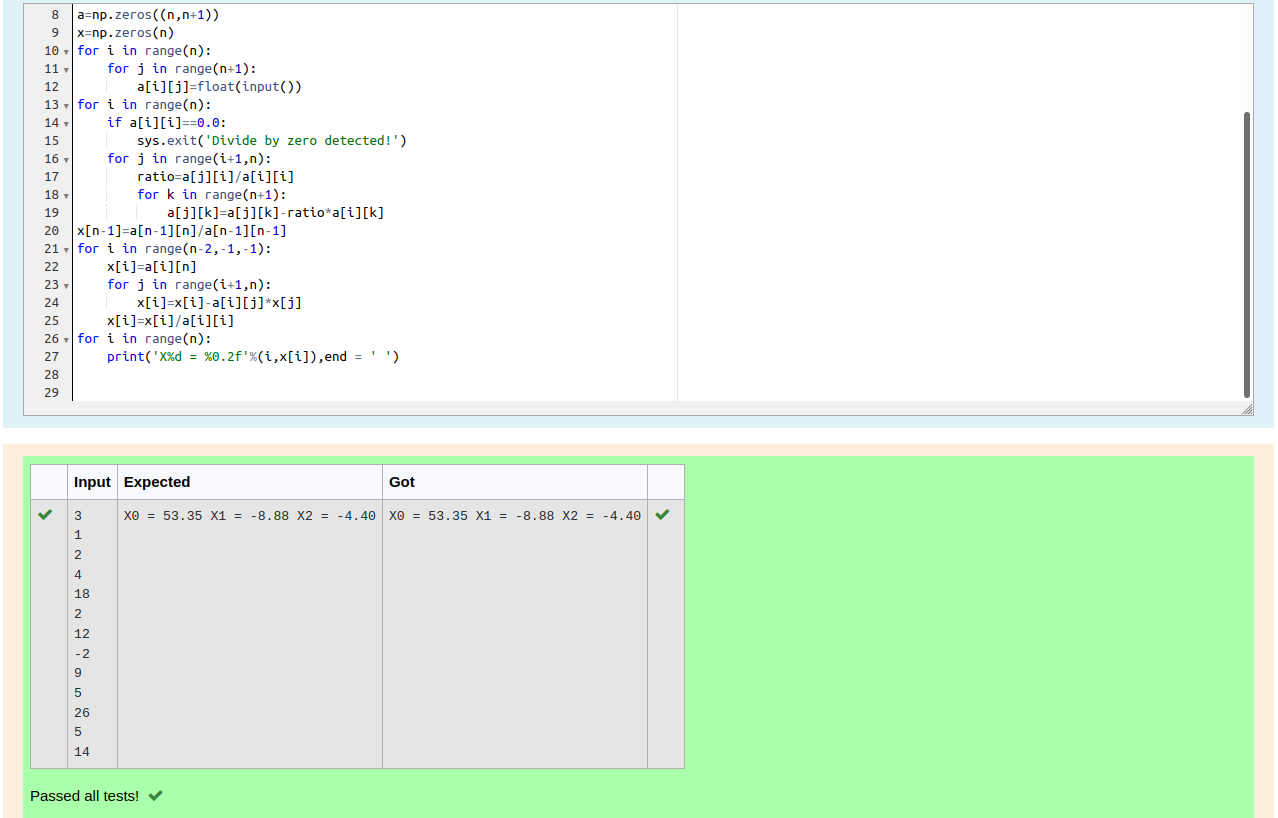 8 a=np.zeros((n,n+1))
9 x=np.zeros(n)
10 for i in range(n):
11     for j in range(n+1):
12         a[i][j]=float(input())
13 for i in range(n):
14     if a[i][i]==0.0:
15         sys.exit('Divide by zero detected!')
16     for j in range(i+1,n):
17         ratio=a[j][i]/a[i][i]
18         for k in range(n+1):
19             a[j][k]=a[j][k]-ratio*a[i][k]
20 x[n-1]=a[n-1][n]/a[n-1][n-1]
21 for i in range(n-2,-1,-1):
22     x[i]=a[i][n]
23     for j in range(i+1,n):
24         x[i]=x[i]-a[i][j]*x[j]
25     x[i]=x[i]/a[i][i]
26 for i in range(n):
27     print('X%d = %0.2f'%(i,x[i]),end = ' ')
28
29
Input Expected Got
3 X0 = 53.35 X1 = -8.88 X2 = -4.40 X0 = 53.35 X1 = -8.88 X2 = -4.40
1
2
4
18
2
12
-2
9
5
26
5
14
Passed all tests!